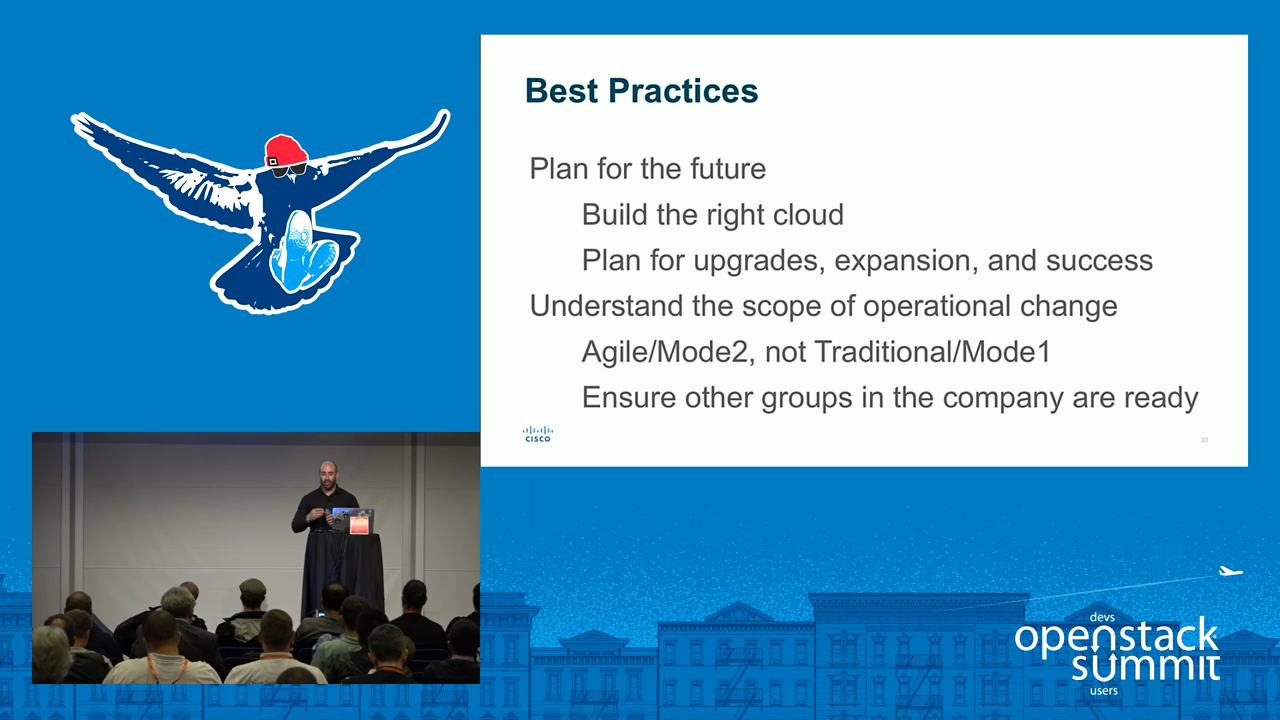 Best Practices
Plan for the future
Build the right cloud
Plan for upgrades, expansion, and success
Understand the scope of operational change
Agile/Mode2, not Traditional/Mode1
Ensure other groups in the company are ready
CISCO
30
devs
openstack
summit
users